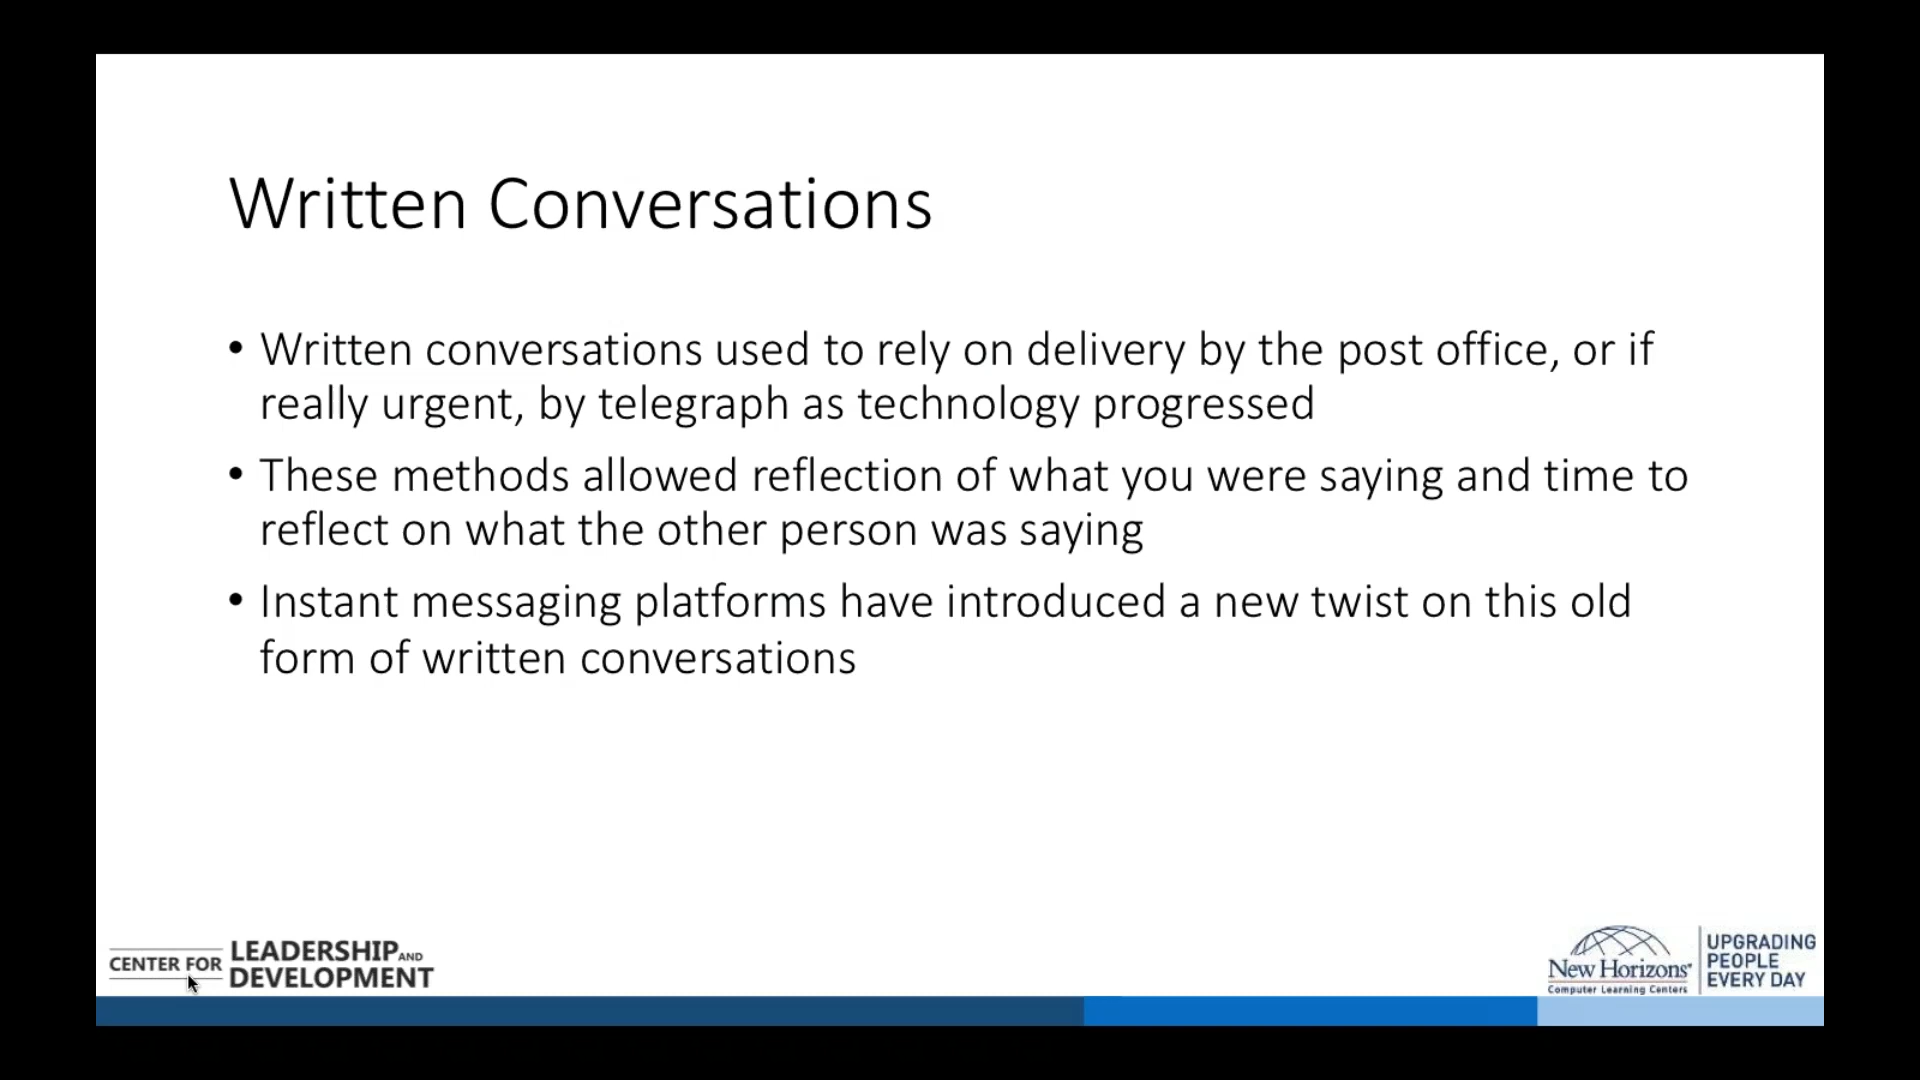 Written Conversations
• Written conversations used to rely on delivery by the post office, or if
really urgent, by telegraph as technology progressed
• These methods allowed reflection of what you were saying and time to
reflect on what the other person was saying
• Instant messaging platforms have introduced a new twist on this old
form of written conversations
CENTER FOR LEADERSHIP AND
DEVELOPMENT
New Horizons®
Computer Learning Centers
UPGRADING
PEOPLE
EVERY DAY